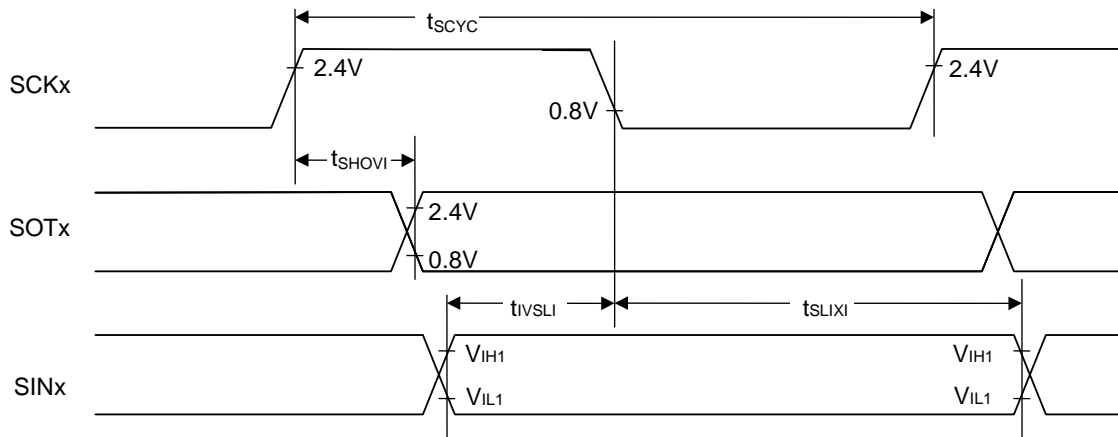 tSCYC
SCKx
2.4V
0.8V
2.4V
tSHOVI
SOTx
2.4V
0.8V
tIVSLI
tSLIXI
SINx
VIH1
VIH1
VIL1
VIL1